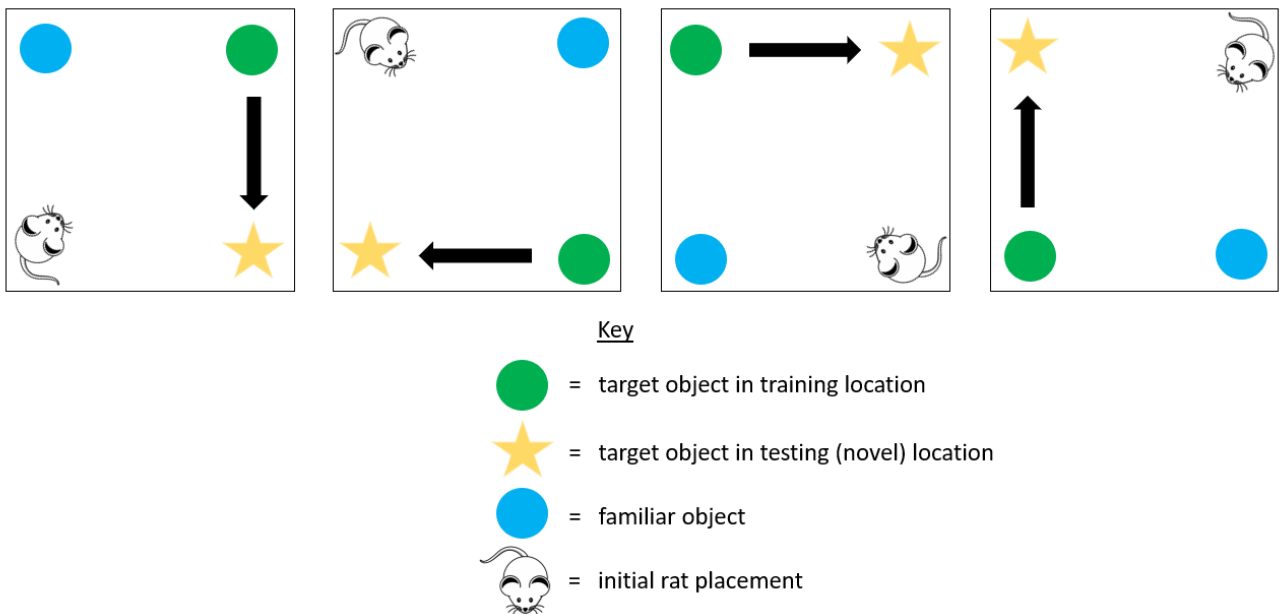 Key
= target object in training location
= target object in testing (novel) location
= familiar object
= initial rat placement